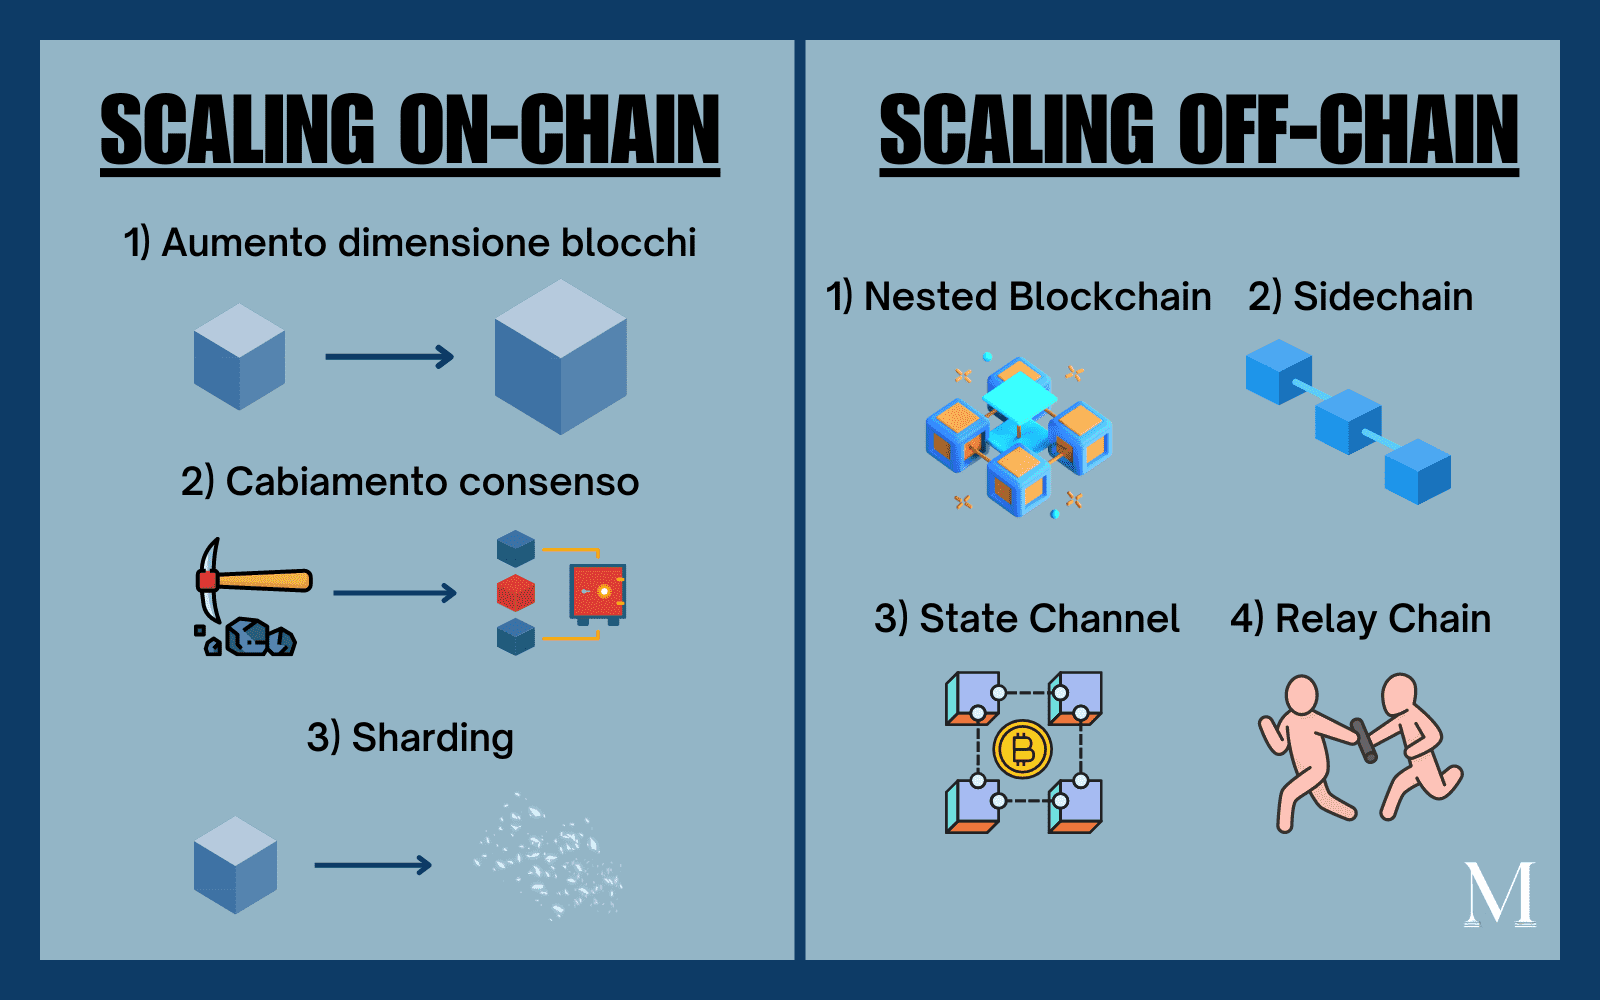 SCALING ON-CHAIN
1) Aumento dimensione blocchi
2) Cabiamento consenso
3) Sharding
SCALING OFF-CHAIN
1) Nested Blockchain
2) Sidechain
3) State Channel
4) Relay Chain
M